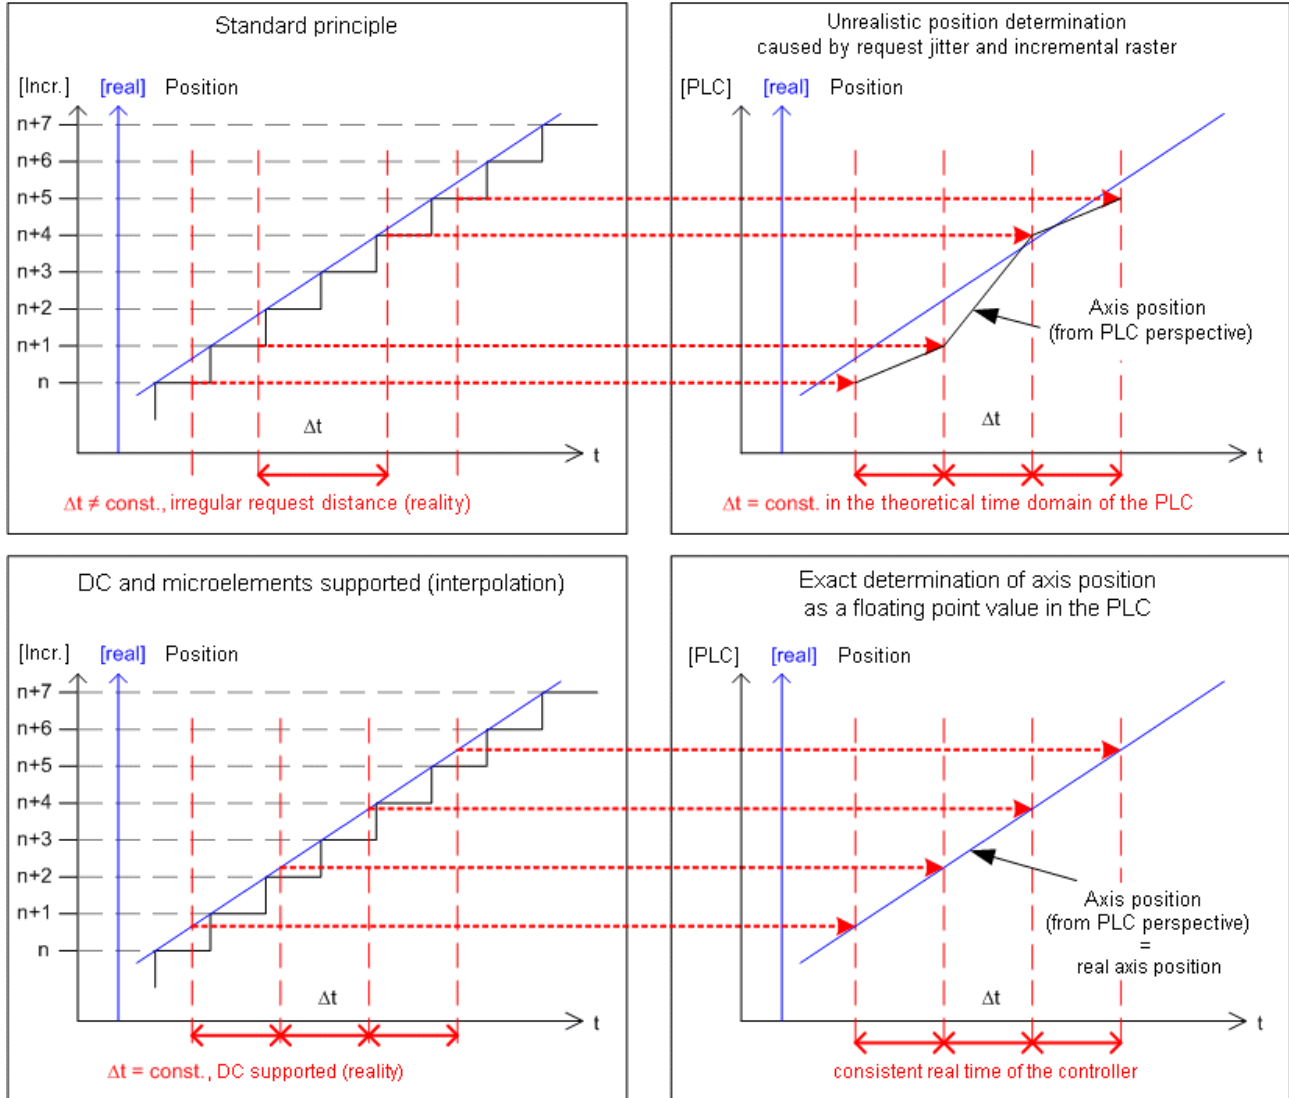 Standard principle
[Incr.] [real] Position
n+7
n+6
n+5
n+4
n+3
n+2
n+1
n
Δt
t
Δt ≠ const., irregular request distance (reality)
Unrealistic position determination
caused by request jitter and incremental raster
[PLC] [real] Position
Axis position
(from PLC perspective)
Δt
t
Δt = const. in the theoretical time domain of the PLC
DC and microelements supported (interpolation)
[Incr.] [real] Position
n+7
n+6
n+5
n+4
n+3
n+2
n+1
n
Δt
t
Δt = const., DC supported (reality)
Exact determination of axis position
as a floating point value in the PLC
[PLC] [real] Position
Axis position
(from PLC perspective)
=
real axis position
Δt
t
consistent real time of the controller